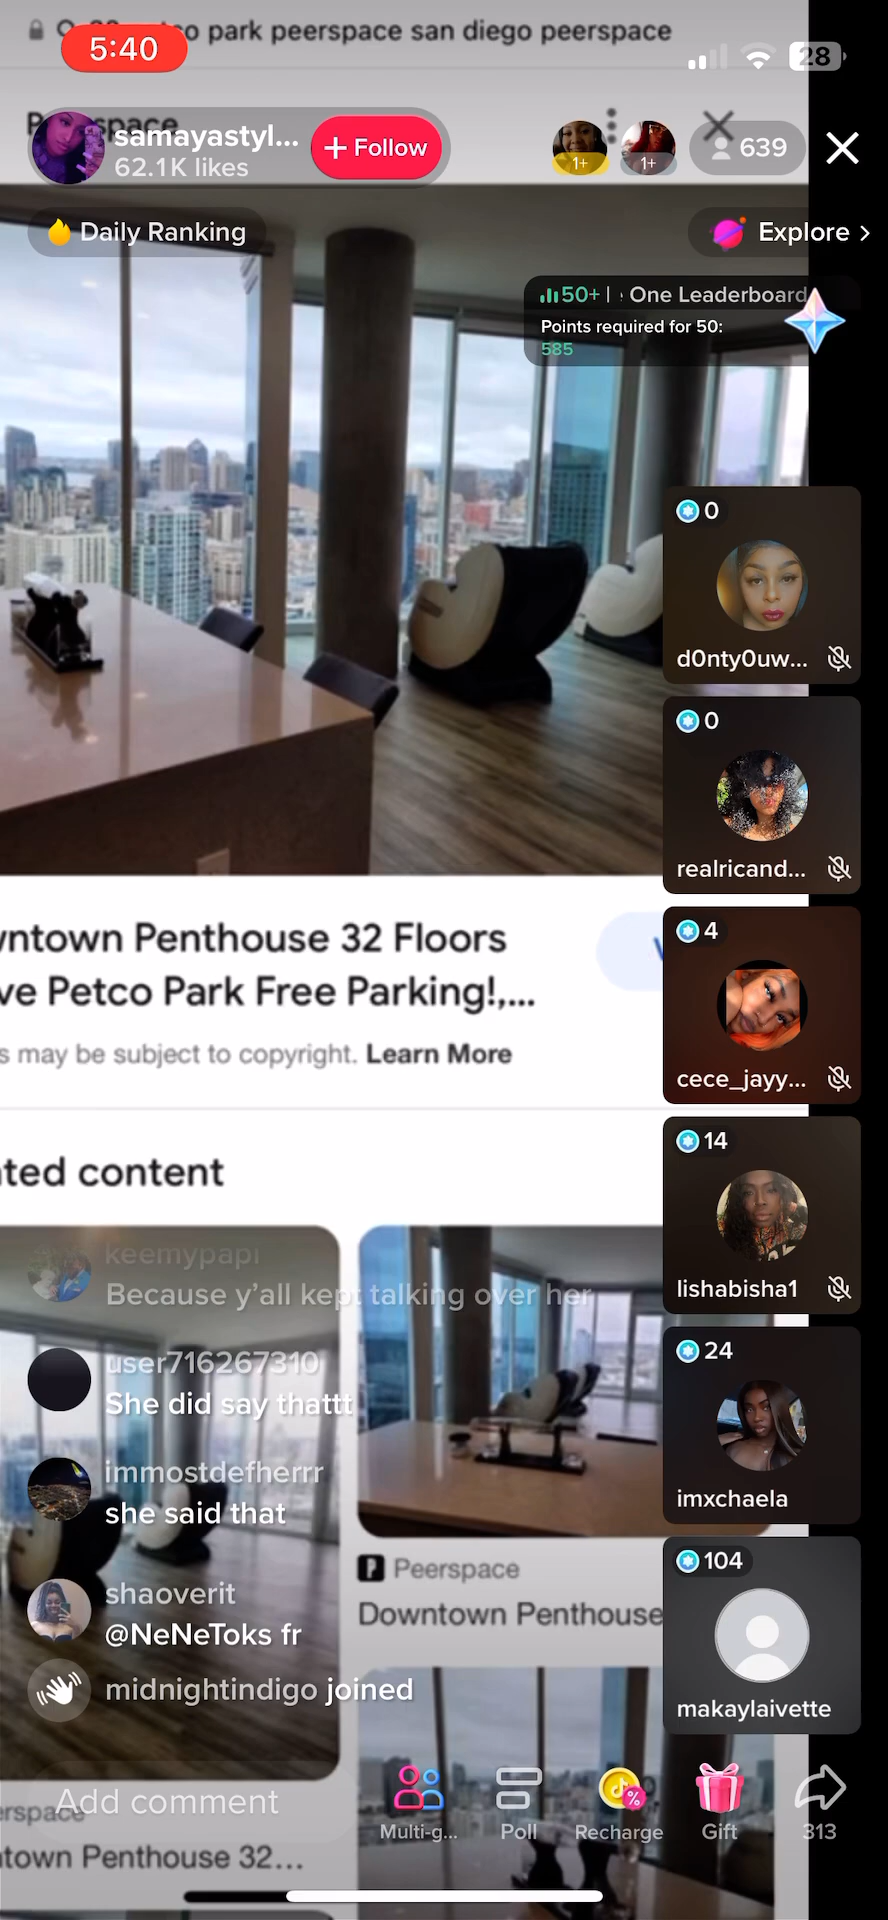 o park peerspace san diego peerspace
5:40
28
samayastyl...
62.1K likes
+ Follow
1+
1+
639
Daily Ranking
Explore >
50+ | One Leaderboard
Points required for 50:
585
0
d0nty0uw...
0
realricand...
4
cece_jayy...
14
lishabisha1
24
imxchaela
104
makaylaivette
wntown Penthouse 32 Floors
ve Petco Park Free Parking!,...
s may be subject to copyright. Learn More
ated content
keemypapi
Because y'all kept talking over her
user716267310
She did say thattt
immostdefherrr
she said that
shaoverit
@NeNeToks fr
midnightindigo joined
Peerspace
Downtown Penthouse
Add comment
Multi-g...
Poll
Recharge
Gift
313
erspace
town Penthouse 32...